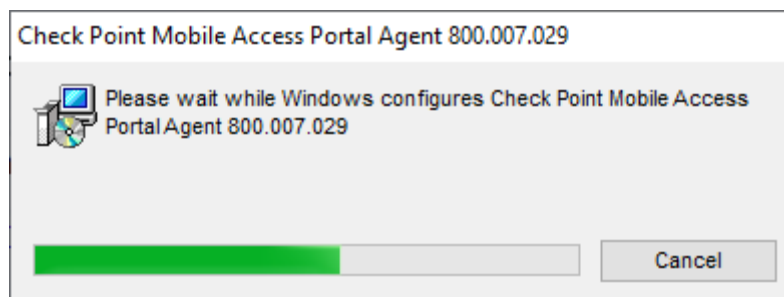 Check Point Mobile Access Portal Agent 800.007.029
Please wait while Windows configures Check Point Mobile Access
Portal Agent 800.007.029
Cancel